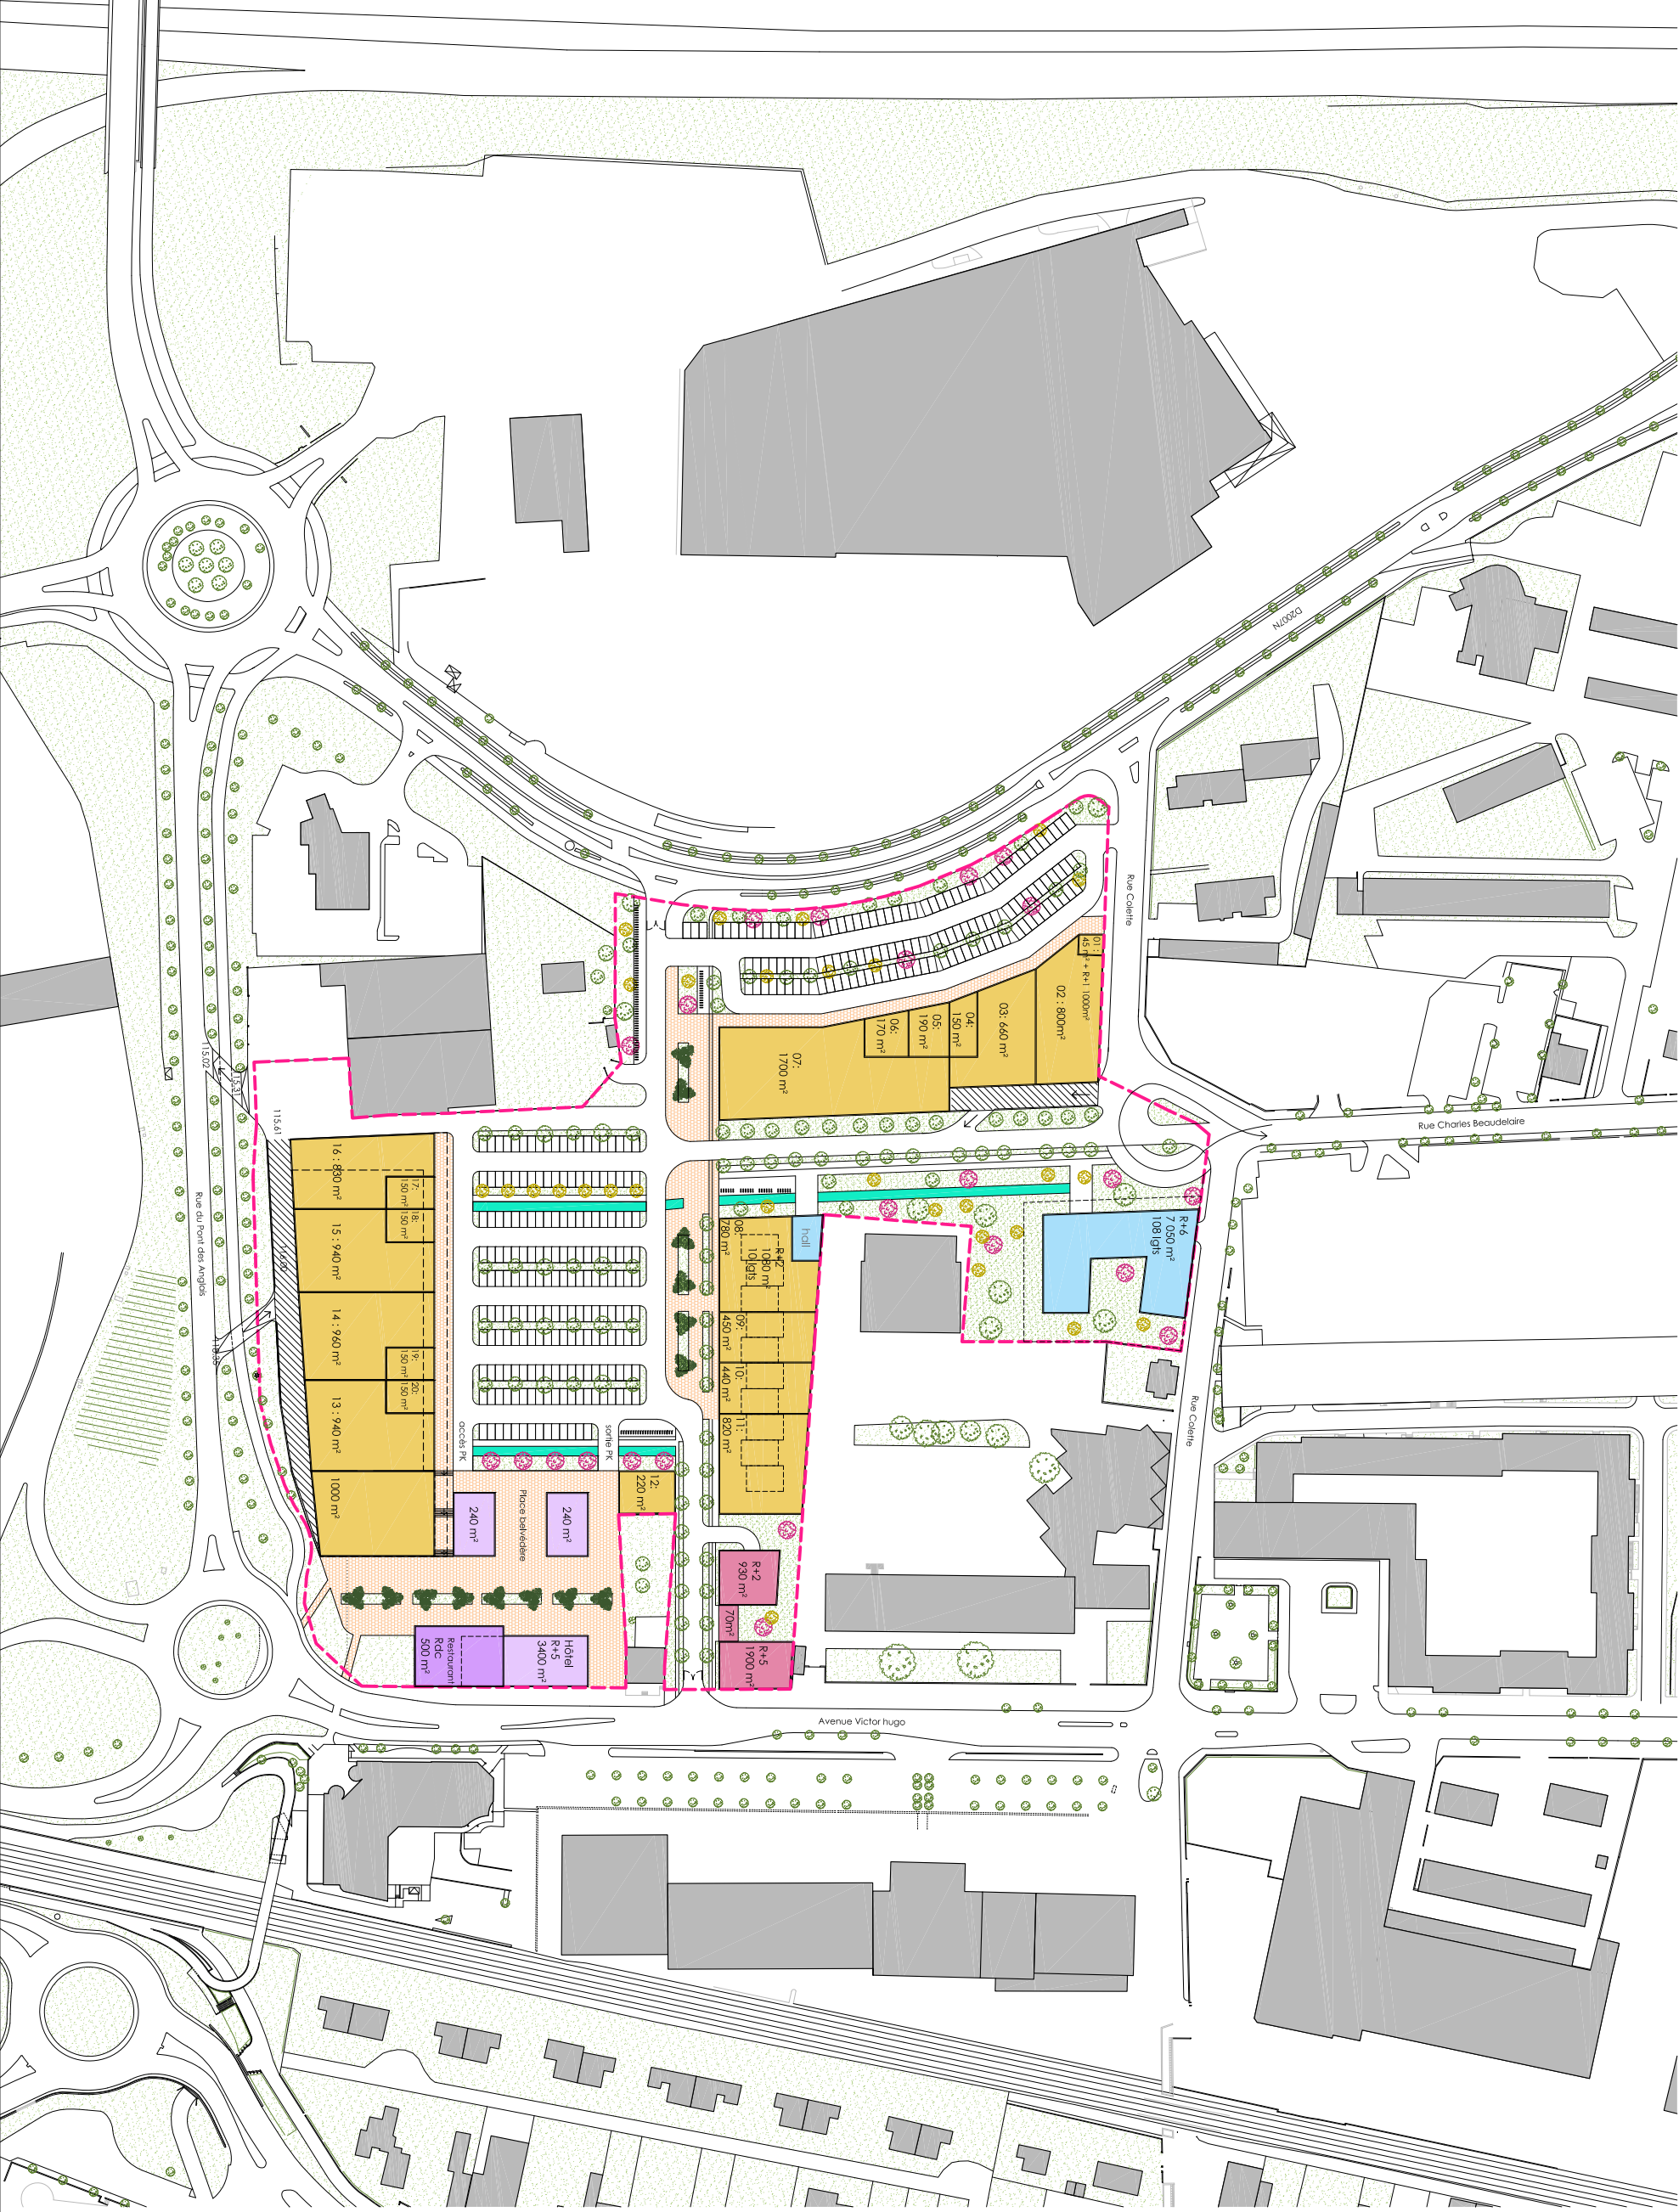 D2007N
Rue Colette
Rue Charles Beaudelaire
01 :
45 m² + R+1 1000m²
02 : 800m²
03: 660 m²
04:
150 m²
05:
190 m²
06:
170 m²
07:
1700 m²
R+6
7 050 m²
108 lgts
hall
08:
780 m²
R+2
1080 m²
09:
450 m²
10:
440 m²
11:
820 m²
12:
220 m²
115.02
115.31
115.61
16 : 830 m²
17:
150 m²
18:
150 m²
15 : 940 m²
14 : 960 m²
19:
150 m²
20:
150 m²
13 : 940 m²
1000 m²
accès PK
sortie PK
240 m²
Place belvédère
240 m²
R+2
930 m²
70m²
R+5
1900 m²
Hôtel
R+5
3400 m²
Restaurant
Rdc
500 m²
Rue du Pont des Anglais
Rue Colette
Avenue Victor hugo